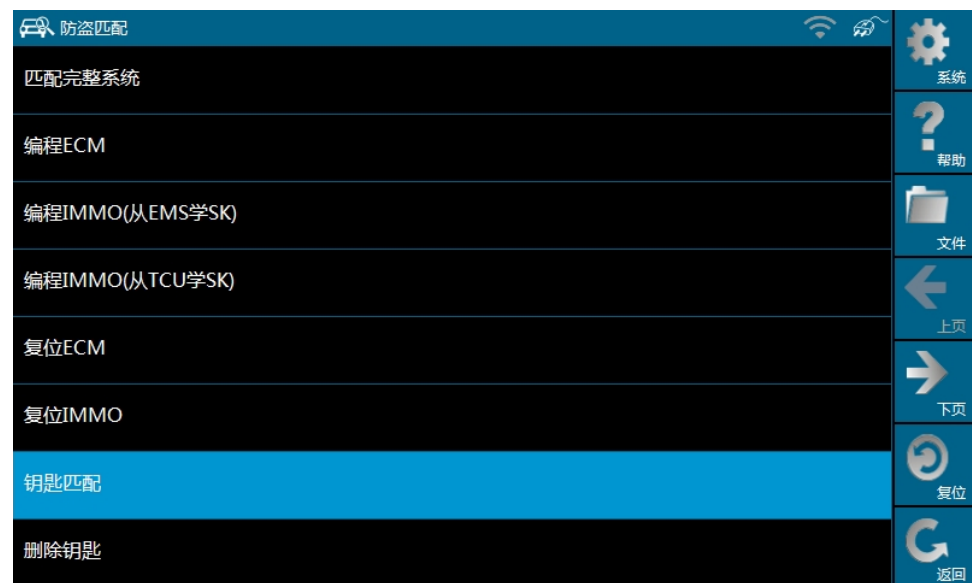 防盗匹配
匹配完整系统
编程ECM
编程IMMO(从EMS学SK)
编程IMMO(从TCU学SK)
复位ECM
复位IMMO
钥匙匹配
删除钥匙
系统
帮助
文件
上页
下页
复位
返回